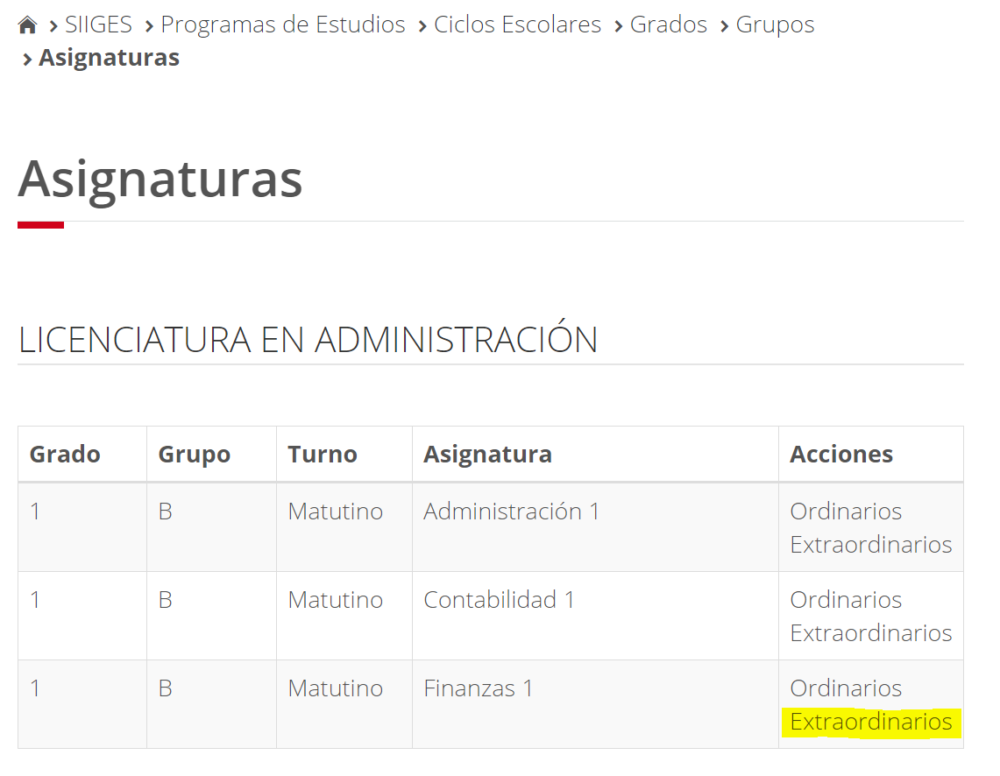 SIIGES Programas de Estudios Ciclos Escolares Grados Grupos
Asignaturas
Asignaturas
LICENCIATURA EN ADMINISTRACIÓN
Grado Grupo Turno Asignatura Acciones
1 B Matutino Administración 1 Ordinarios
Extraordinarios
1 B Matutino Contabilidad 1 Ordinarios
Extraordinarios
1 B Matutino Finanzas 1 Ordinarios
Extraordinarios